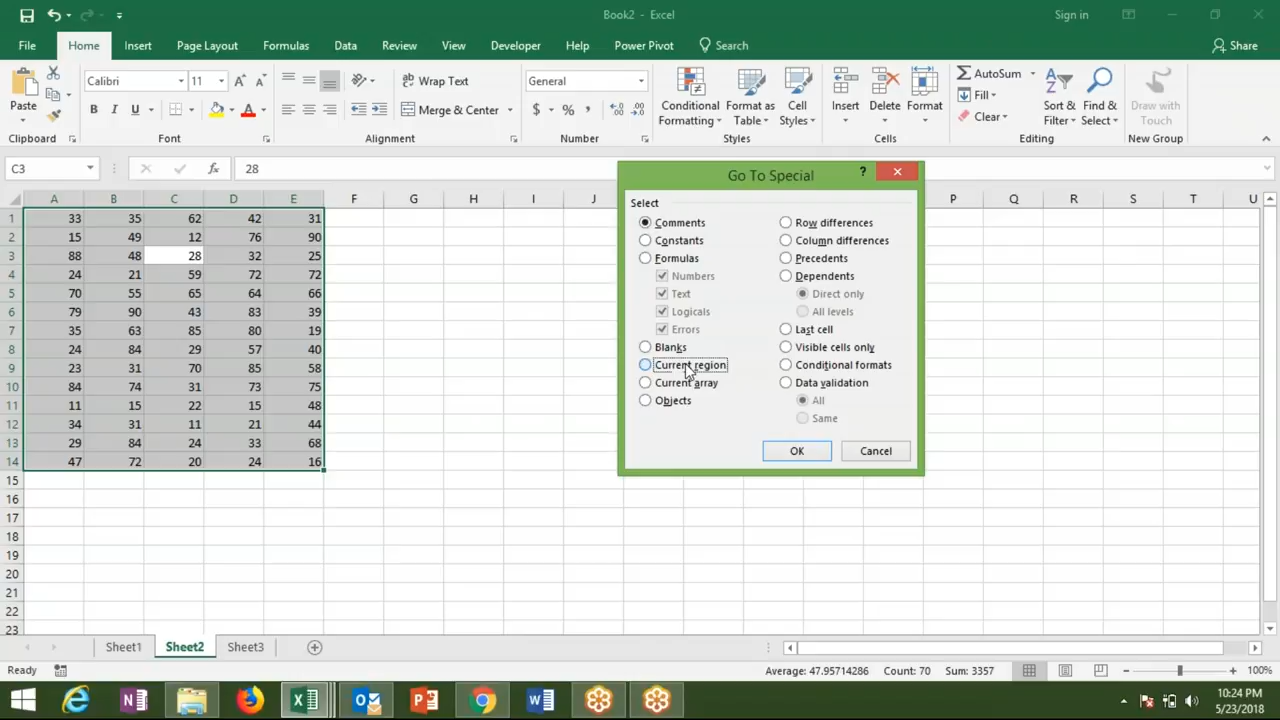 Book2 - Excel
Sign in
File Home Insert Page Layout Formulas Data Review View Developer Help Power Pivot Search Share
Paste
Calibri 11 A A
B I U A
Wrap Text
Merge & Center
General
$ % , .0 .00 .00 .0
Conditional Formatting
Format as Table
Cell Styles
Insert
Delete
Format
AutoSum
Fill
Clear
Sort & Filter
Find & Select
Draw with Touch
Clipboard Font Alignment Number Styles Cells Editing New Group
C3 fx 28
A B C D E F G H I J P Q R S T U
1 33 35 62 42 31
2 15 49 12 76 90
3 88 48 28 32 25
4 24 21 59 72 72
5 70 55 65 64 66
6 79 90 43 83 39
7 35 63 85 80 19
8 24 84 29 57 40
9 23 31 70 85 58
10 84 74 31 73 75
11 11 15 22 15 48
12 34 31 11 21 44
13 29 84 24 33 68
14 47 72 20 24 16
15
16
17
18
19
20
21
22
23
Go To Special ?
Select
Comments
Constants
Formulas
Numbers
Text
Logicals
Errors
Blanks
Current region
Current array
Objects
Row differences
Column differences
Precedents
Dependents
Direct only
All levels
Last cell
Visible cells only
Conditional formats
Data validation
All
Same
OK Cancel
Sheet1 Sheet2 Sheet3
Ready Average: 47.95714286 Count: 70 Sum: 3357 100%
10:24 PM
5/23/2018